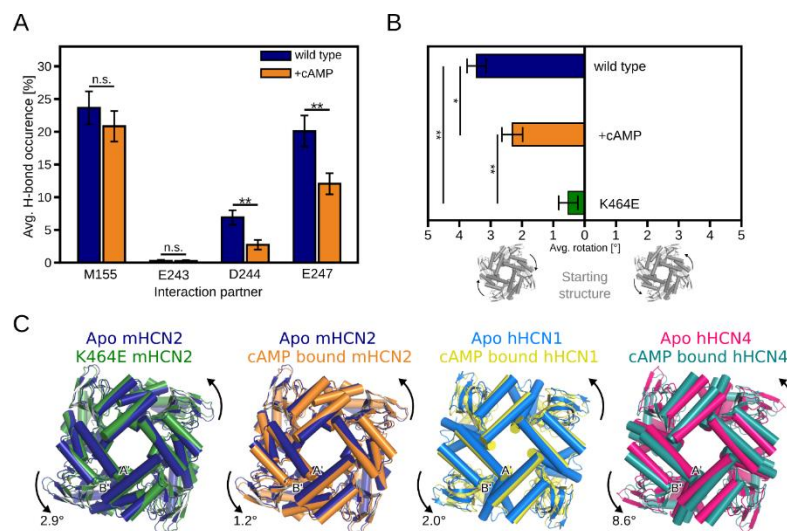 A
wild type
+cAMP
n.s.
**
**
n.s.
Avg. H-bond occurence [%]
30
25
20
15
10
5
0
M155 E243 D244 E247
Interaction partner
B
wild type
+cAMP
K464E
**
*
**
5 4 3 2 1 0 1 2 3 4 5
Avg. rotation [°]
Starting
structure
C
Apo mHCN2
K464E mHCN2
A'
B'
2.9°
Apo mHCN2
cAMP bound mHCN2
A'
B'
1.2°
Apo hHCN1
cAMP bound hHCN1
A'
B'
2.0°
Apo hHCN4
cAMP bound hHCN4
A'
B'
8.6°